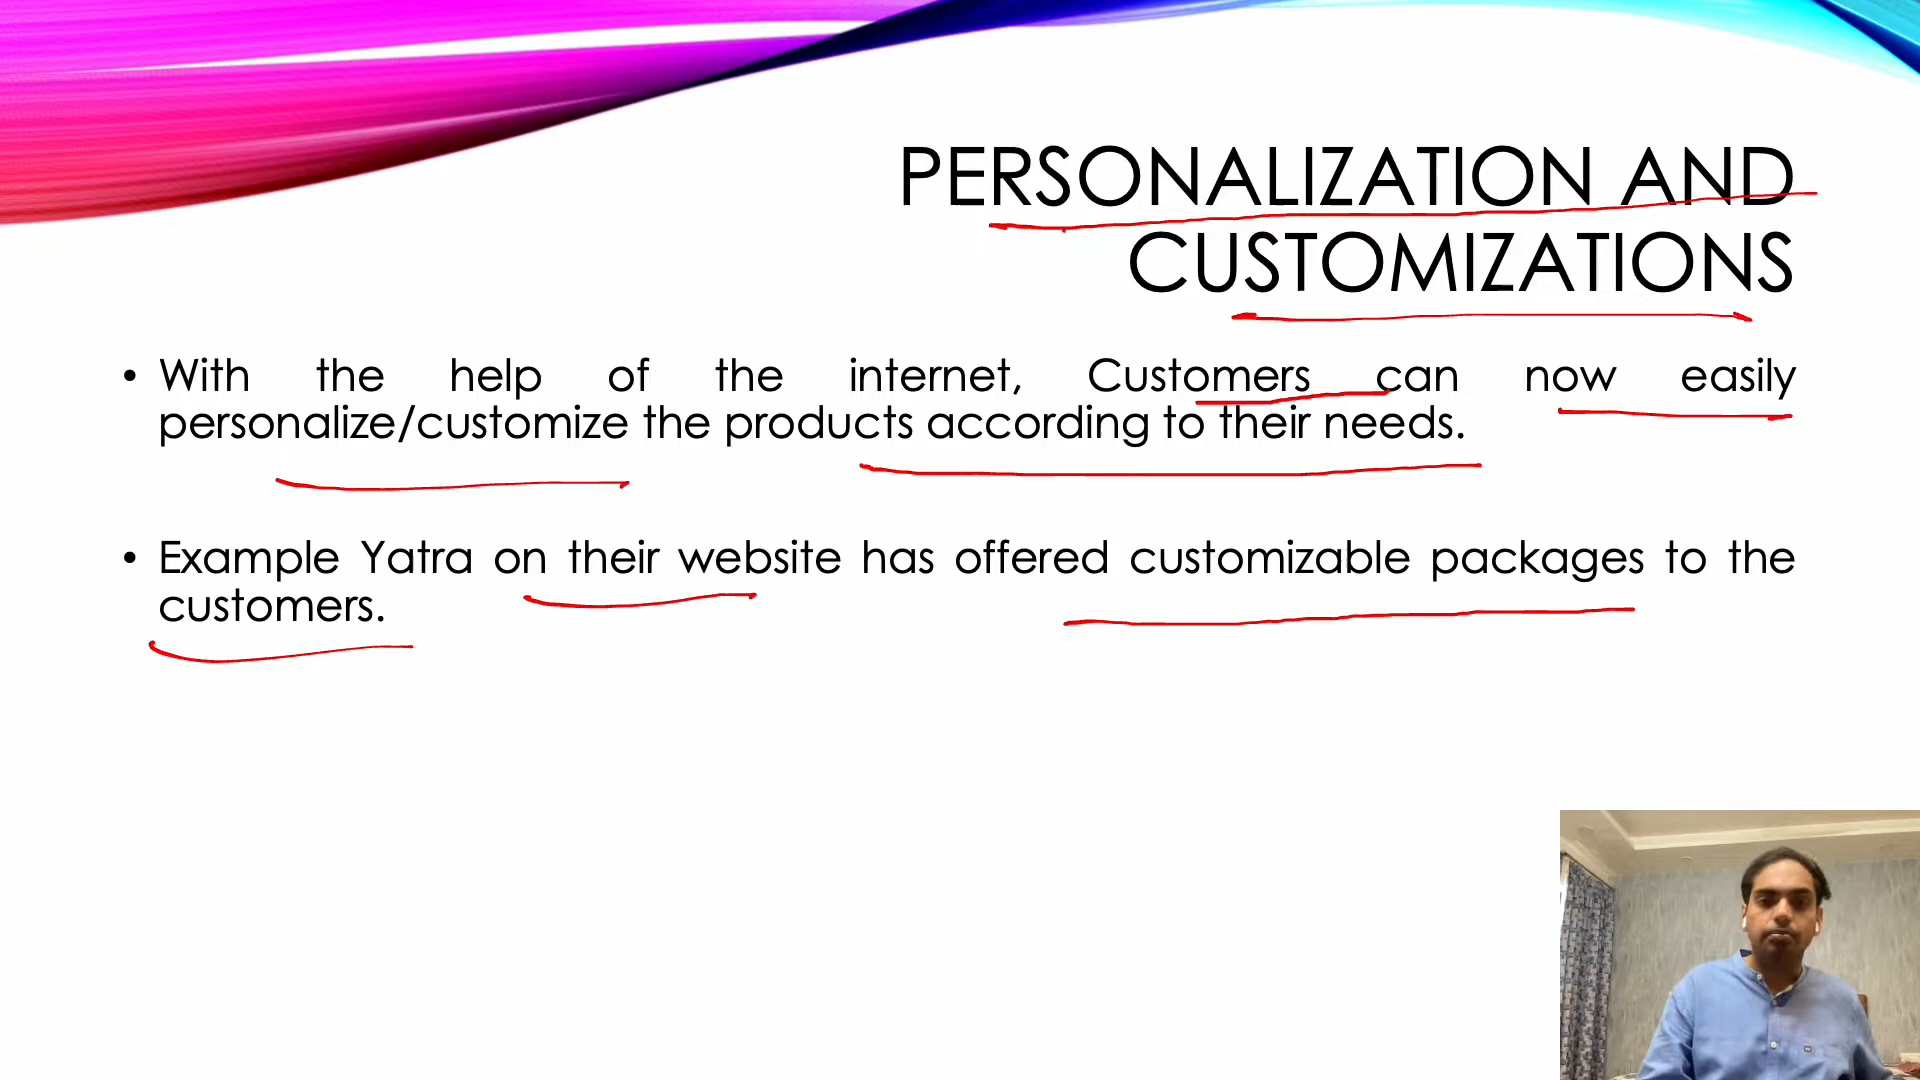 PERSONALIZATION AND
CUSTOMIZATIONS
• With the help of the internet, Customers can now easily
personalize/customize the products according to their needs.
• Example Yatra on their website has offered customizable packages to the
customers.